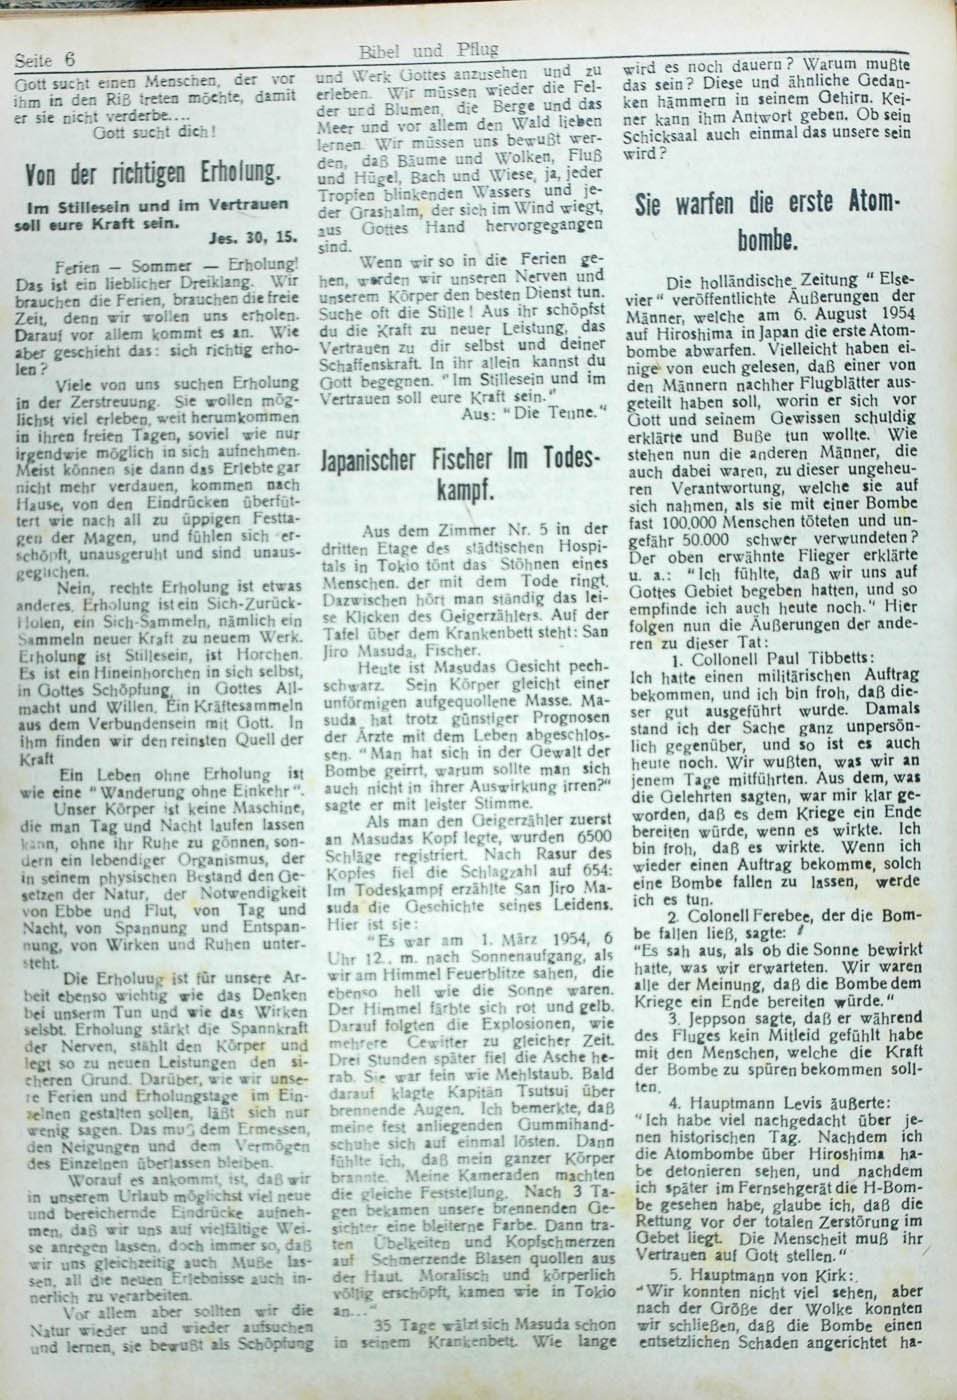 Seite 6
Bibel und Pflug
Gott sucht einen Menschen, der vor
ihm in den Riß treten möchte, damit
er sie nicht verderbe....
Gott sucht dich!
Von der richtigen Erholung.
Im Stillesein und im Vertrauen
soll eure Kraft sein.
Jes. 30, 15.
Ferien — Sommer — Erholung!
Das ist ein lieblicher Dreiklang. Wir
brauchen die Ferien, brauchen die freie
Zeit, denn wir wollen uns erholen.
Darauf vor allem kommt es an. Wie
aber geschieht das: sich richtig erho-
len?
Viele von uns suchen Erholung
in der Zerstreuung. Sie wollen mög-
lichst viel erleben, weit herumkommen
in ihren freien Tagen, soviel wie nur
irgendwie möglich in sich aufnehmen.
Meist können sie dann das Erlebte gar
nicht mehr verdauen, kommen nach
Hause, von den Eindrücken überfüt-
tert wie nach all zu üppigen Festta-
gen der Magen, und fühlen sich er-
schöpft, unausgeruht und sind unaus-
geglichen.
Nein, rechte Erholung ist etwas
anderes. Erholung ist ein Sich-Zurück-
Holen, ein Sich-Sammeln, nämlich ein
Sammeln neuer Kraft zu neuem Werk.
Erholung ist Stillesein, ist Horchen.
Es ist ein Hineinhorchen in sich selbst,
in Gottes Schöpfung, in Gottes All-
macht und Willen. Ein Kräftesammeln
aus dem Verbundensein mit Gott. In
ihm finden wir den reinsten Quell der
Kraft
Ein Leben ohne Erholung ist
wie eine "Wanderung ohne Einkehr".
Unser Körper ist keine Maschine,
die man Tag und Nacht laufen lassen
kann, ohne ihr Ruhe zu gönnen, son-
dern ein lebendiger Organismus, der
in seinem physischen Bestand den Ge-
setzen der Natur, der Notwendigkeit
von Ebbe und Flut, von Tag und
Nacht, von Spannung und Entspan-
nung, von Wirken und Ruhen unter-
steht.
Die Erholuug ist für unsere Ar-
beit ebenso wichtig wie das Denken
bei unserm Tun und wie das Wirken
selsbt. Erholung stärkt die Spannkraft
der Nerven, stählt den Körper und
legt so zu neuen Leistungen den si-
cheren Grund. Darüber, wie wir unse-
re Ferien und Erholungstage im Ein-
zelnen gestalten sollen, läßt sich nur
wenig sagen. Das muß dem Ermessen,
den Neigungen und dem Vermögen
des Einzelnen überlassen bleiben.
Worauf es ankommt, ist, daß wir
in unserem Urlaub möglichst viel neue
und bereichernde Eindrücke aufneh-
men, daß wir uns auf vielfältige Wei-
se anregen lassen, doch immer so, daß
wir uns gleichzeitig auch Muße las-
sen, all die neuen Erlebnisse auch in-
nerlich zu verarbeiten.
Vor allem aber sollten wir die
Natur wieder und wieder aufsuchen
und lernen, sie bewußt als Schöpfung
und Werk Gottes anzusehen und zu
erleben. Wir müssen wieder die Fel-
der und Blumen, die Berge und das
Meer und vor allem den Wald lieben
lernen. Wir müssen uns bewußt wer-
den, daß Bäume und Wolken, Fluß
und Hügel, Bach und Wiese, ja, jeder
Tropfen blinkenden Wassers und je-
der Grashalm, der sich im Wind wiegt,
aus Gottes Hand hervorgegangen
sind.
Wenn wir so in die Ferien ge-
hen, werden wir unseren Nerven und
unserem Körper den besten Dienst tun.
Suche oft die Stille! Aus ihr schöpfst
du die Kraft zu neuer Leistung, das
Vertrauen zu dir selbst und deiner
Schaffenskraft. In ihr allein kannst du
Gott begegnen. "Im Stillesein und im
Vertrauen soll eure Kraft sein."
Aus: "Die Tenne."
Japanischer Fischer Im Todes-
kampf.
Aus dem Zimmer Nr. 5 in der
dritten Etage des städtischen Hospi-
tals in Tokio tönt das Stöhnen eines
Menschen. der mit dem Tode ringt.
Dazwischen hört man ständig das lei-
se Klicken des Geigerzählers. Auf der
Tafel über dem Krankenbett steht: San
Jiro Masuda, Fischer.
Heute ist Masudas Gesicht pech-
schwarz. Sein Körper gleicht einer
unförmigen aufgequollene Masse. Ma-
suda hat trotz günstiger Prognosen
der Ärzte mit dem Leben abgeschlos-
sen. "Man hat sich in der Gewalt der
Bombe geirrt, warum sollte man sich
auch nicht in ihrer Auswirkung irren?"
sagte er mit leister Stimme.
Als man den Geigerzähler zuerst
an Masudas Kopf legte, wurden 6500
Schläge registriert. Nach Rasur des
Kopfes fiel die Schlagzahl auf 654:
Im Todeskampf erzählte San Jiro Ma-
suda die Geschichte seines Leidens.
Hier ist sie:
"Es war am 1. März 1954, 6
Uhr 12.. m. nach Sonnenaufgang, als
wir am Himmel Feuerblitze sahen, die
ebenso hell wie die Sonne waren.
Der Himmel färbte sich rot und gelb.
Darauf folgten die Explosionen, wie
mehrere Gewitter zu gleicher Zeit.
Drei Stunden später fiel die Asche he-
rab. Sie war fein wie Mehlstaub. Bald
darauf klagte Kapitän Tsutsui über
brennende Augen. Ich bemerkte, daß
meine fest anliegenden Gummihand-
schuhe sich auf einmal lösten. Dann
fühlte ich, daß mein ganzer Körper
brannte. Meine Kameraden machten
die gleiche Feststellung. Nach 3 Ta-
gen bekamen unsere brennenden Ge-
sichter eine bleiterne Farbe. Dann tra-
ten Übelkeiten und Kopfschmerzen
auf Schmerzende Blasen quollen aus
der Haut. Moralisch und körperlich
völlig erschöpft, kamen wie in Tokio
an..."
35 Tage wälzt sich Masuda schon
in seinem Krankenbett. Wie lange
wird es noch dauern? Warum mußte
das sein? Diese und ähnliche Gedan-
ken hämmern in seinem Gehirn. Kei-
ner kann ihm Antwort geben. Ob sein
Schicksaal auch einmal das unsere sein
wird?
Sie warfen die erste Atom-
bombe.
Die holländische Zeitung "Else-
vier" veröffentlichte Äußerungen der
Männer, welche am 6. August 1954
auf Hiroshima in Japan die erste Atom-
bombe abwarfen. Vielleicht haben ei-
nige von euch gelesen, daß einer von
den Männern nachher Flugblätter aus-
geteilt haben soll, worin er sich vor
Gott und seinem Gewissen schuldig
erklärte und Buße tun wollte. Wie
stehen nun die anderen Männer, die
auch dabei waren, zu dieser ungeheu-
ren Verantwortung, welche sie auf
sich nahmen, als sie mit einer Bombe
fast 100.000 Menschen töteten und un-
gefähr 50.000 schwer verwundeten?
Der oben erwähnte Flieger erklärte
u. a.: "Ich fühlte, daß wir uns auf
Gottes Gebiet begeben hatten, und so
empfinde ich auch heute noch." Hier
folgen nun die Äußerungen der ande-
ren zu dieser Tat:
1. Collonell Paul Tibbetts:
Ich hatte einen militärischen Auftrag
bekommen, und ich bin froh, daß die-
ser gut ausgeführt wurde. Damals
stand ich der Sache ganz unpersön-
lich gegenüber, und so ist es auch
heute noch. Wir wußten, was wir an
jenem Tage mitführten. Aus dem, was
die Gelehrten sagten, war mir klar ge-
worden, daß es dem Kriege ein Ende
bereiten würde, wenn es wirkte. Ich
bin froh, daß es wirkte. Wenn ich
wieder einen Auftrag bekomme, solch
eine Bombe fallen zu lassen, werde
ich es tun.
2. Colonell Ferebee, der die Bom-
be fallen ließ, sagte:
"Es sah aus, als ob die Sonne bewirkt
hatte, was wir erwarteten. Wir waren
alle der Meinung, daß die Bombe dem
Kriege ein Ende bereiten würde."
3. Jeppson sagte, daß er während
des Fluges kein Mitleid gefühlt habe
mit den Menschen, welche die Kraft
der Bombe zu spüren bekommen soll-
ten.
4. Hauptmann Levis äußerte:
"Ich habe viel nachgedacht über je-
nen historischen Tag. Nachdem ich
die Atombombe über Hiroshima ha-
be detonieren sehen, und nachdem
ich später im Fernsehgerät die H-Bom-
be gesehen habe, glaube ich, daß die
Rettung vor der totalen Zerstörung im
Gebet liegt. Die Menscheit muß ihr
Vertrauen auf Gott stellen."
5. Hauptmann von Kirk:
"Wir konnten nicht viel sehen, aber
nach der Größe der Wolke konnten
wir schließen, daß die Bombe einen
entsetzlichen Schaden angerichtet ha-